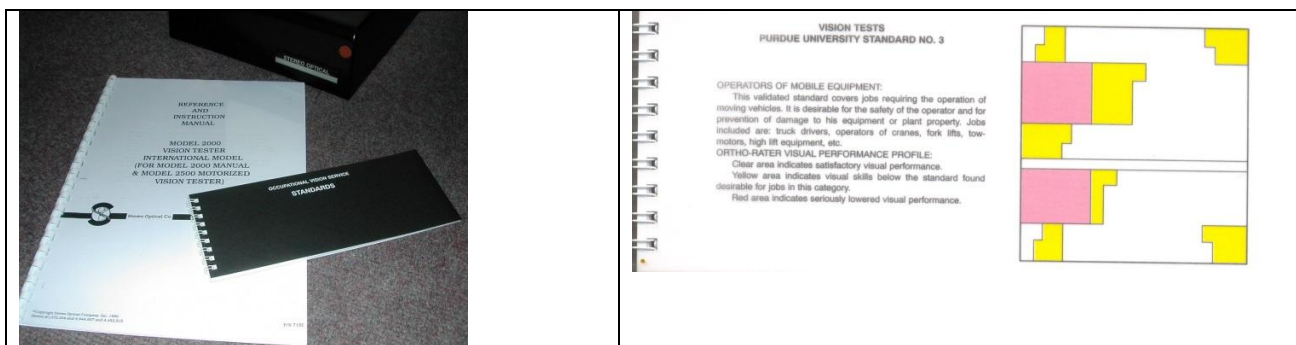 STEREO OPTICAL
REFERENCE
AND
INSTRUCTION
MANUAL
MODEL 2000
VISION TESTER
INTERNATIONAL MODEL
(FOR MODEL 2000 MANUAL
& MODEL 2500 MOTORIZED
VISION TESTER)
Stereo Optical Co.
OCCUPATIONAL VISION SERVICE
STANDARDS
VISION TESTS
PURDUE UNIVERSITY STANDARD NO. 3
OPERATORS OF MOBILE EQUIPMENT:
This validated standard covers jobs requiring the operation of
moving vehicles. It is desirable for the safety of the operator and for
prevention of damage to his equipment or plant property. Jobs
included are: truck drivers, operators of cranes, fork lifts, tow-
motors, high lift equipment, etc.
ORTHO-RATER VISUAL PERFORMANCE PROFILE:
Clear area indicates satisfactory visual performance.
Yellow area indicates visual skills below the standard found
desirable for jobs in this category.
Red area indicates seriously lowered visual performance.